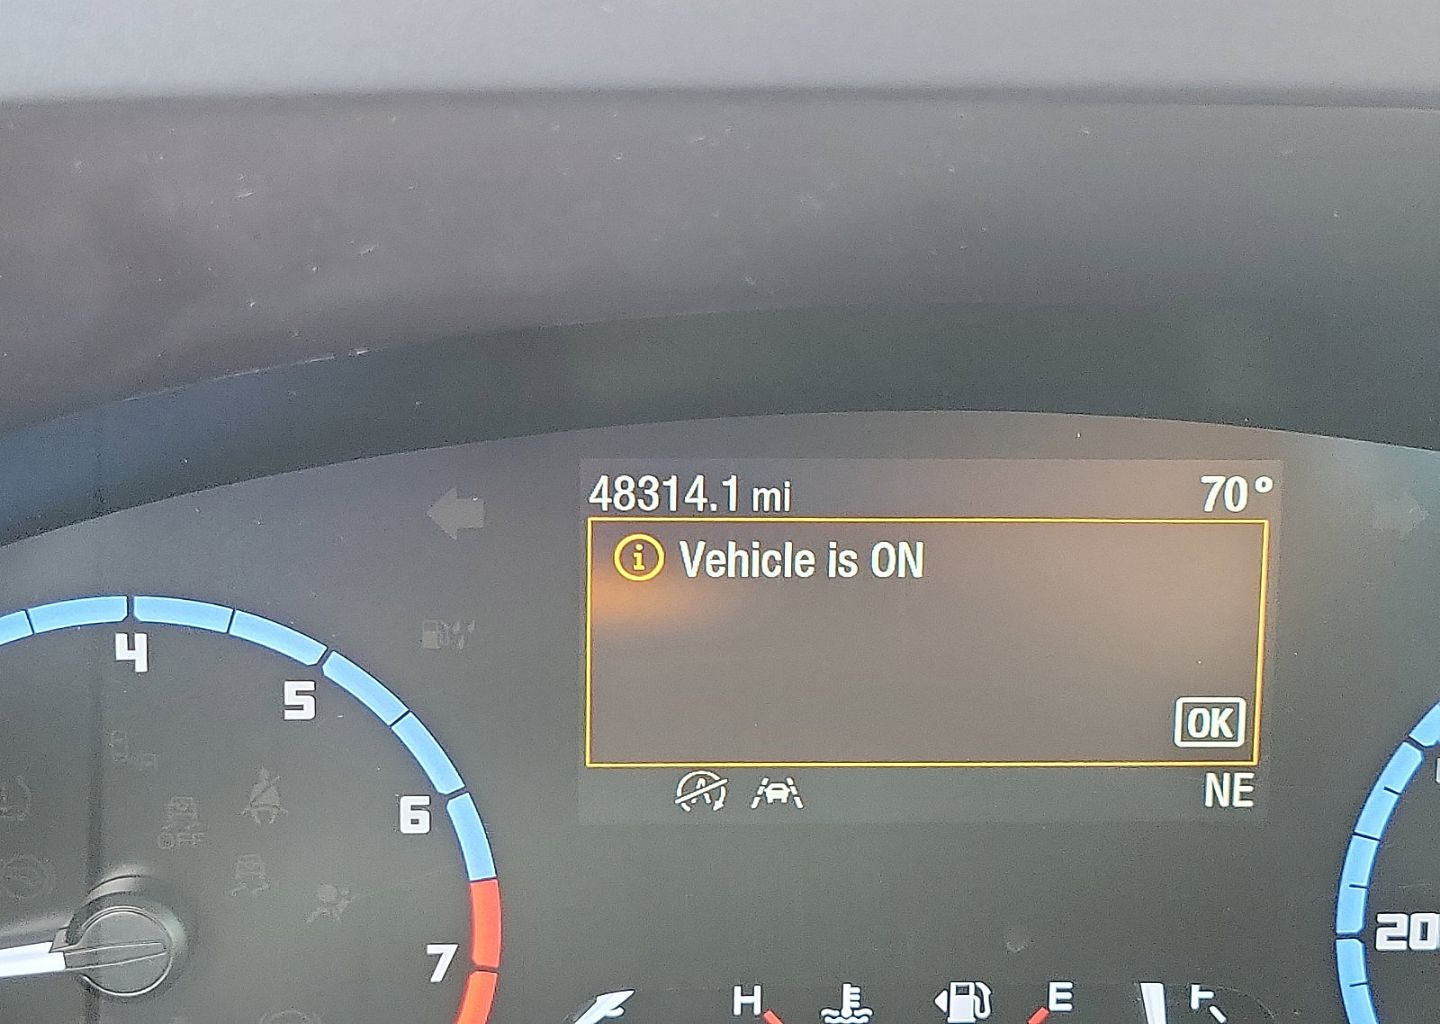 48314.1 mi 70°
i Vehicle is ON
4
5
OK
A NE
6
20
7
H E